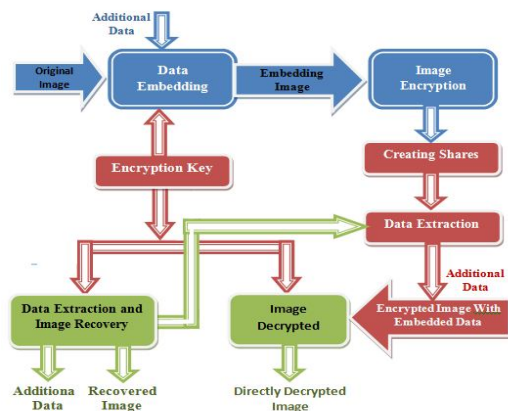 Additional
Data
Original
Image
Data
Embedding
Embedding
Image
Image
Encryption
Encryption Key
Creating Shares
Data Extraction
Additional
Data
Data Extraction and
Image Recovery
Image
Decrypted
Encrypted Image With
Embedded Data
Additiona
Data
Recovered
Image
Directly Decrypted
Image